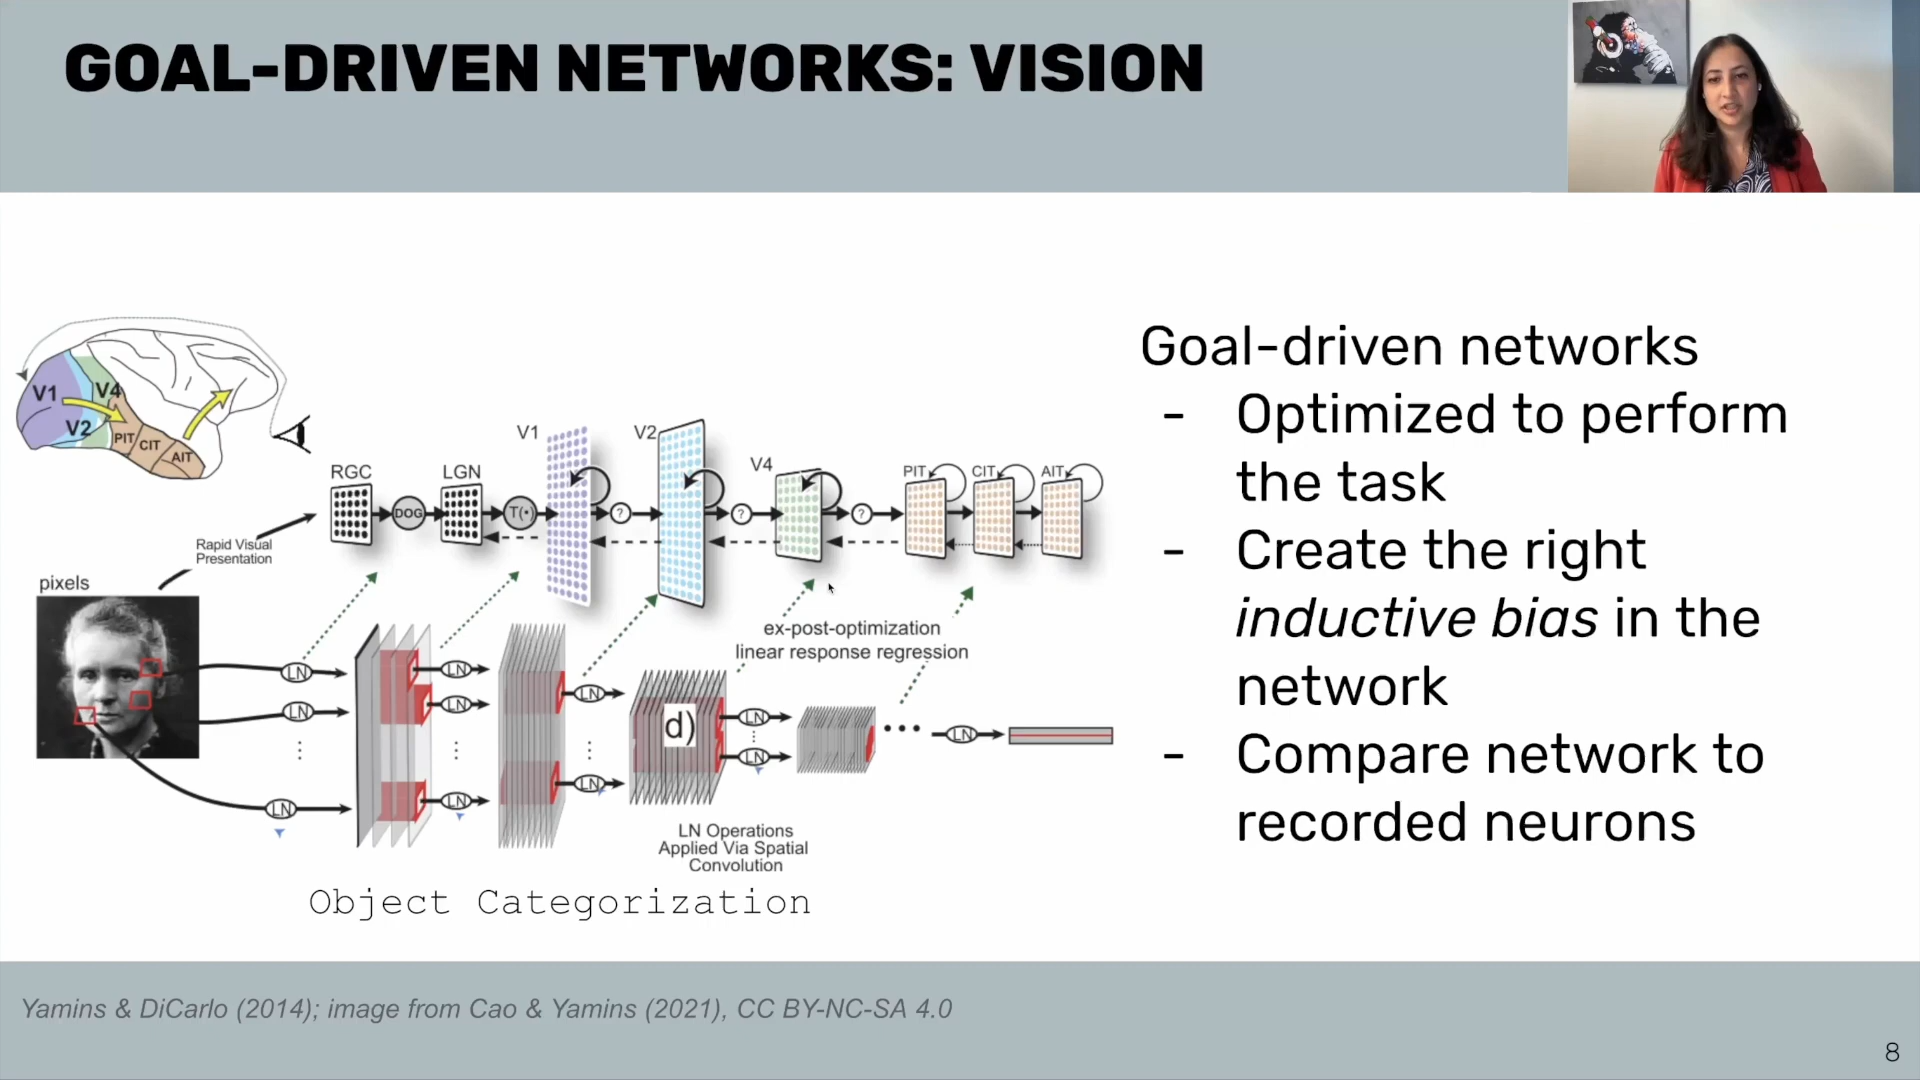 GOAL-DRIVEN NETWORKS: VISION
V1
V4
V2
PIT
CIT
AIT
RGC
LGN
V1
V2
V4
PIT
CIT
AIT
DOG
T(•)
?
?
?
Rapid Visual
Presentation
pixels
ex-post-optimization
linear response regression
LN
LN
LN
LN
LN
LN
LN
LN
LN
LN
LN
d)
LN Operations
Applied Via Spatial
Convolution
Object Categorization
Goal-driven networks
- Optimized to perform
the task
- Create the right
inductive bias in the
network
- Compare network to
recorded neurons
Yamins & DiCarlo (2014); image from Cao & Yamins (2021), CC BY-NC-SA 4.0
8